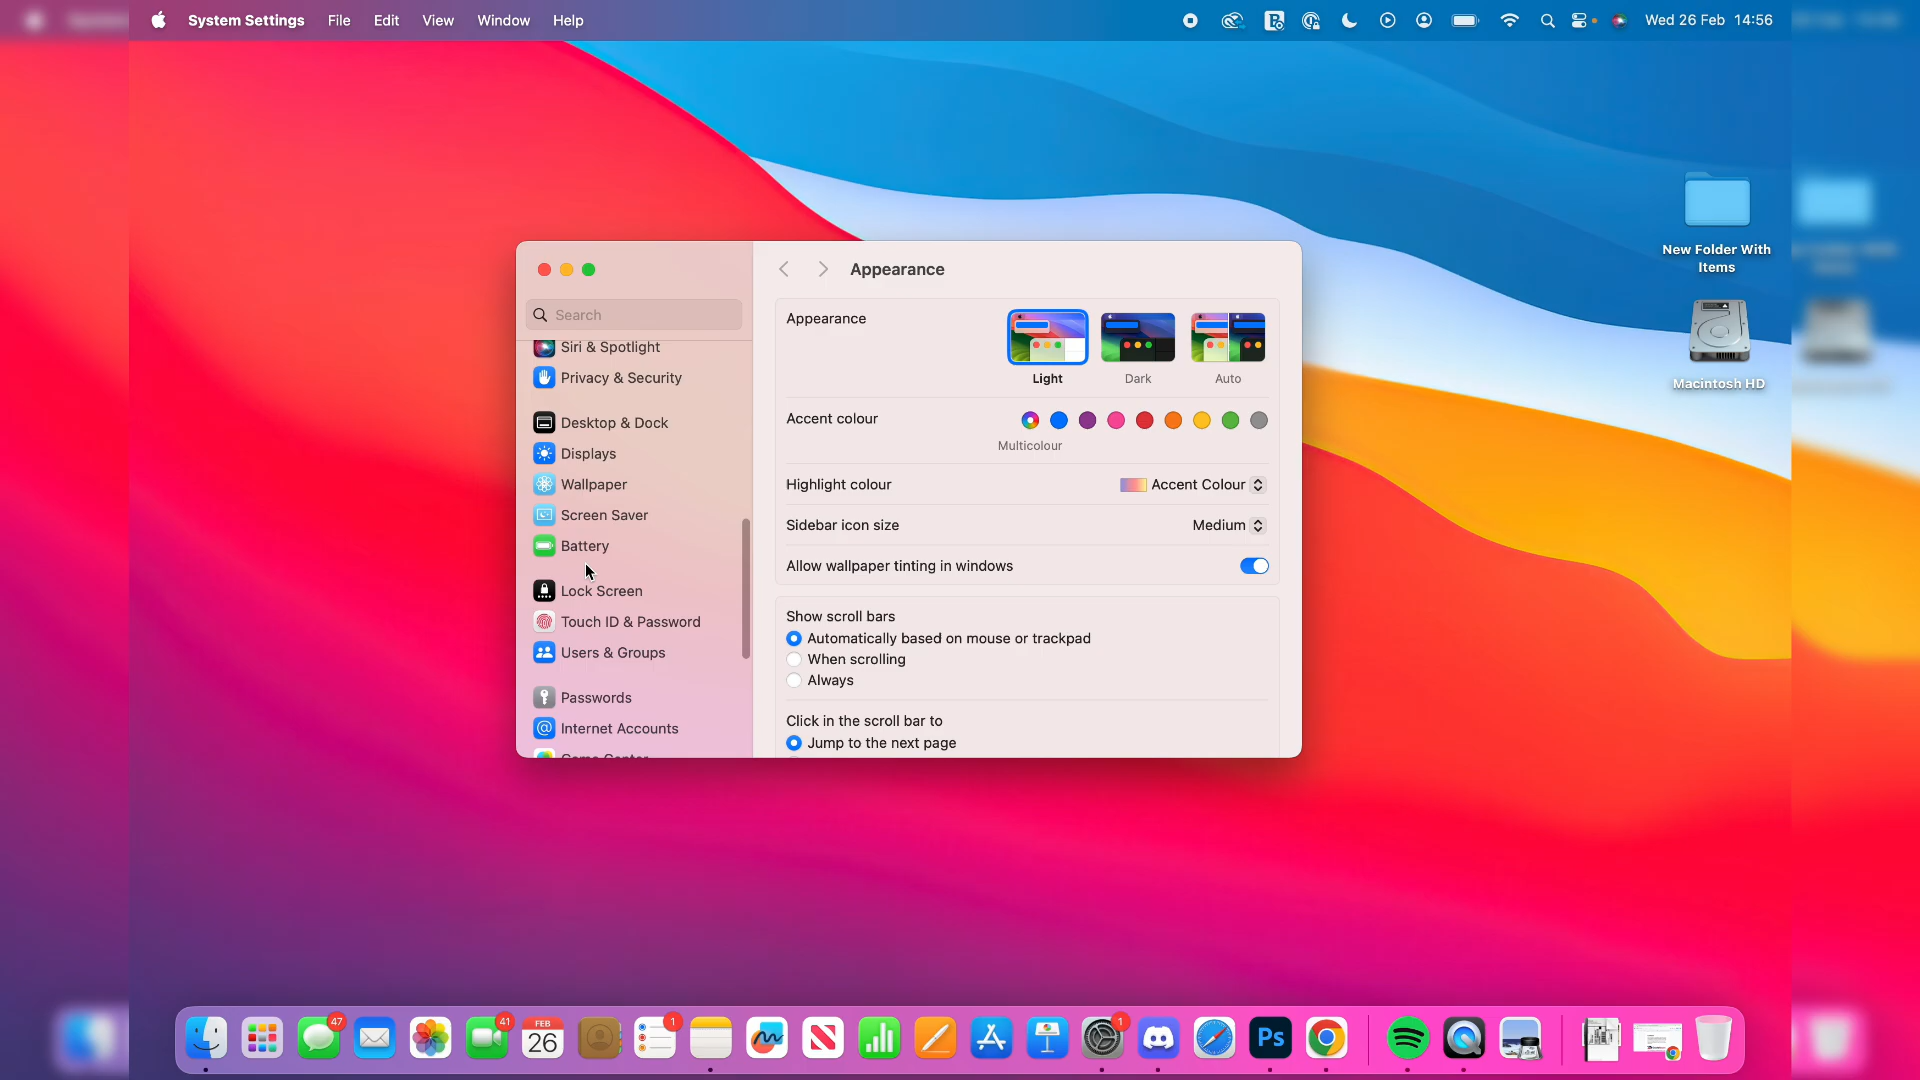 System Settings File Edit View Window Help
Wed 26 Feb 14:56
New Folder With
Items
Macintosh HD
Search
Siri & Spotlight
Privacy & Security
Desktop & Dock
Displays
Wallpaper
Screen Saver
Battery
Lock Screen
Touch ID & Password
Users & Groups
Passwords
Internet Accounts
Game Center
Appearance
Appearance
Light Dark Auto
Accent colour
Multicolour
Highlight colour Accent Colour
Sidebar icon size Medium
Allow wallpaper tinting in windows
Show scroll bars
Automatically based on mouse or trackpad
When scrolling
Always
Click in the scroll bar to
Jump to the next page
47
41
FEB
26
1
1
Ps